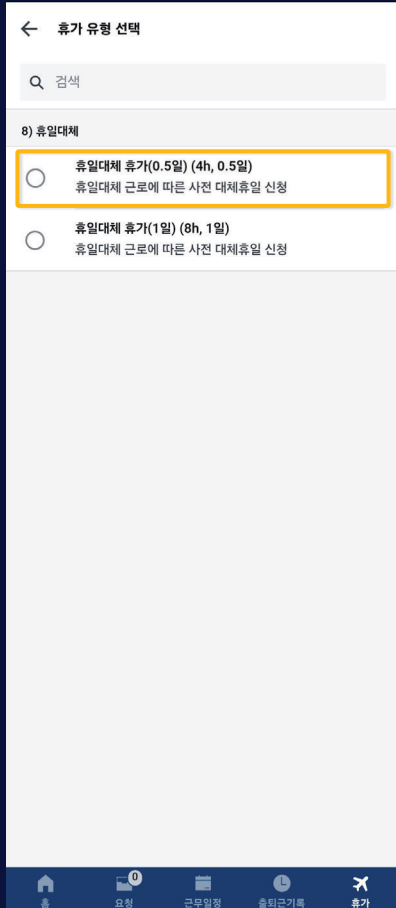 휴가 유형 선택
검색
8) 휴일대체
휴일대체 휴가(0.5일) (4h, 0.5일)
휴일대체 근로에 따른 사전 대체휴일 신청
휴일대체 휴가(1일) (8h, 1일)
휴일대체 근로에 따른 사전 대체휴일 신청
0
홈 요청 근무일정 출퇴근기록 휴가